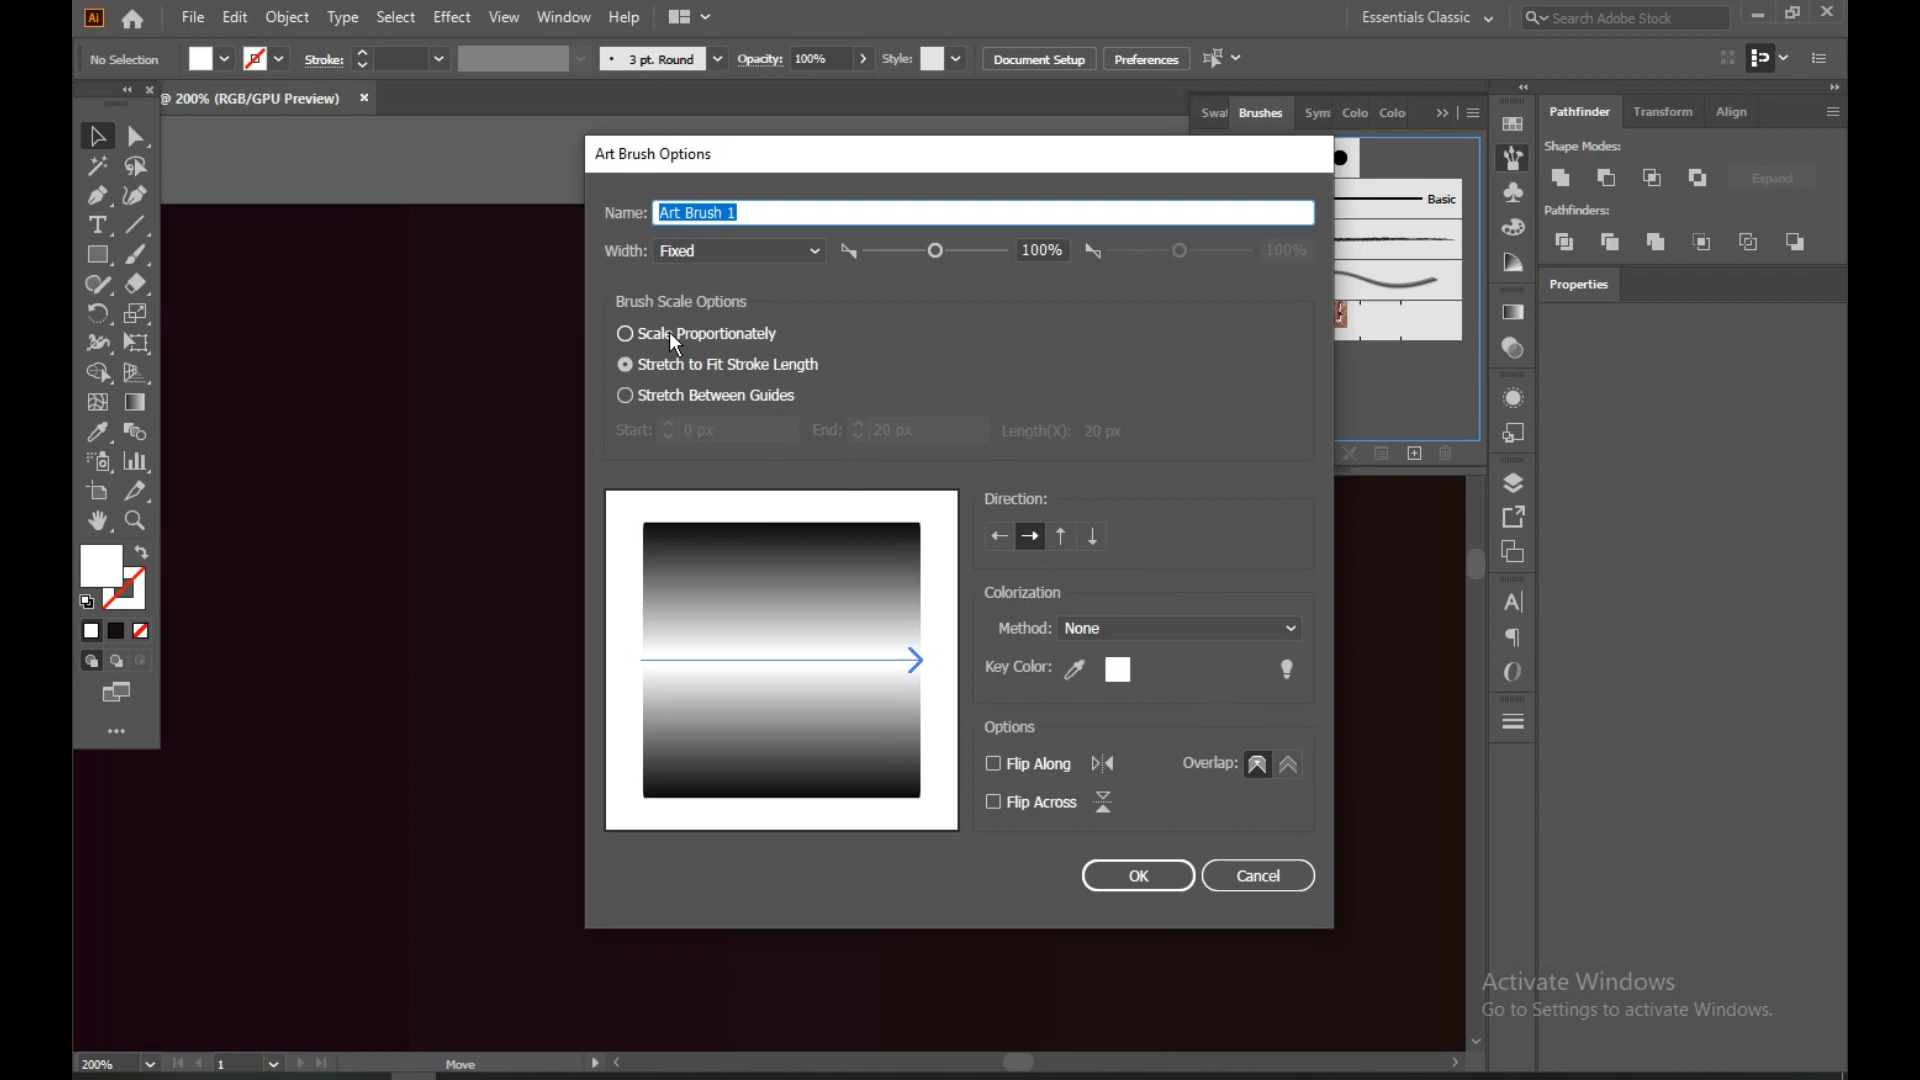 Ai File Edit Object Type Select Effect View Window Help Essentials Classic Search Adobe Stock
No Selection Stroke: 3 pt. Round Opacity: 100% Style: Document Setup Preferences
@ 200% (RGB/GPU Preview)
Swat Brushes Sym Colo Colo
Pathfinder Transform Align
Art Brush Options
Shape Modes:
Expand
Basic
Pathfinders:
Name: Art Brush 1
Width: Fixed 100% 100%
Properties
Brush Scale Options
Scale Proportionately
Stretch to Fit Stroke Length
Stretch Between Guides
Start: 0 px End: 20 px Length(X): 20 px
Direction:
Colorization
Method: None
Key Color:
Options
Flip Along Overlap:
Flip Across
OK Cancel
Activate Windows
Go to Settings to activate Windows.
200% 1 Move